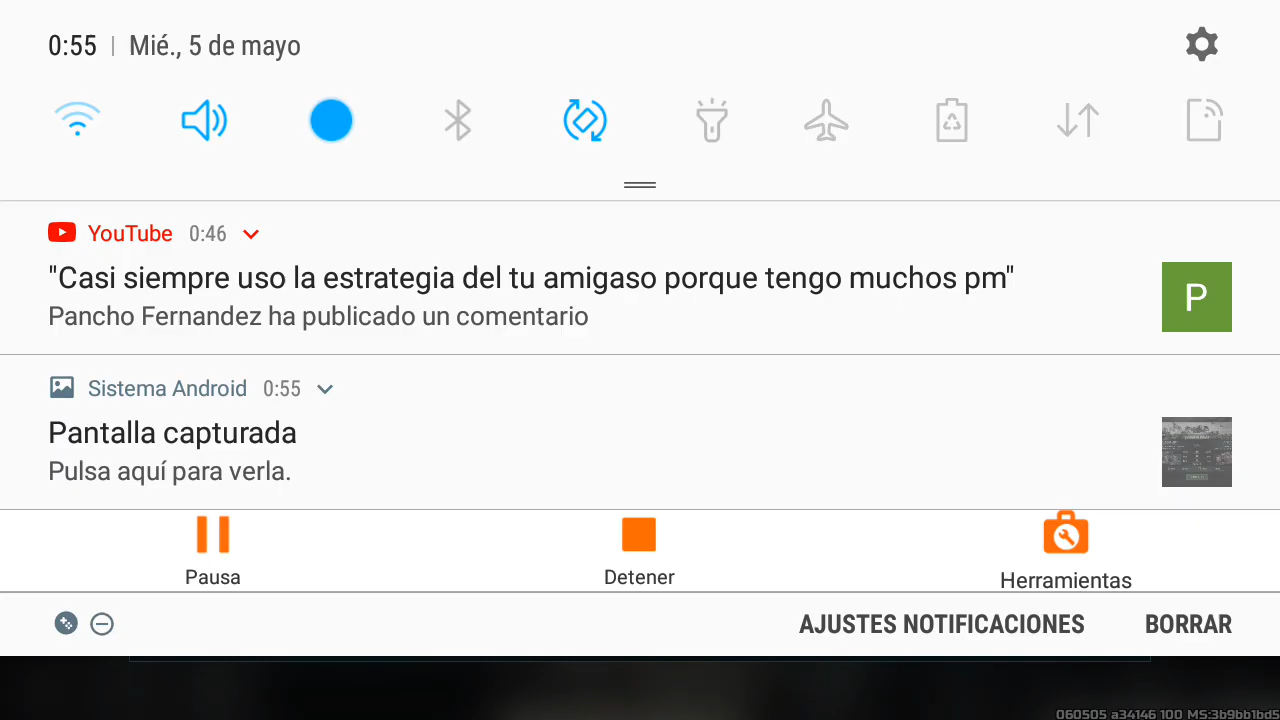 0:55 | Mié., 5 de mayo
YouTube 0:46
"Casi siempre uso la estrategia del tu amigaso porque tengo muchos pm"
Pancho Fernandez ha publicado un comentario
P
Sistema Android 0:55
Pantalla capturada
Pulsa aquí para verla.
Pausa
Detener
Herramientas
AJUSTES NOTIFICACIONES
BORRAR
060505 a34146 100 MS:3b9bb1bd5